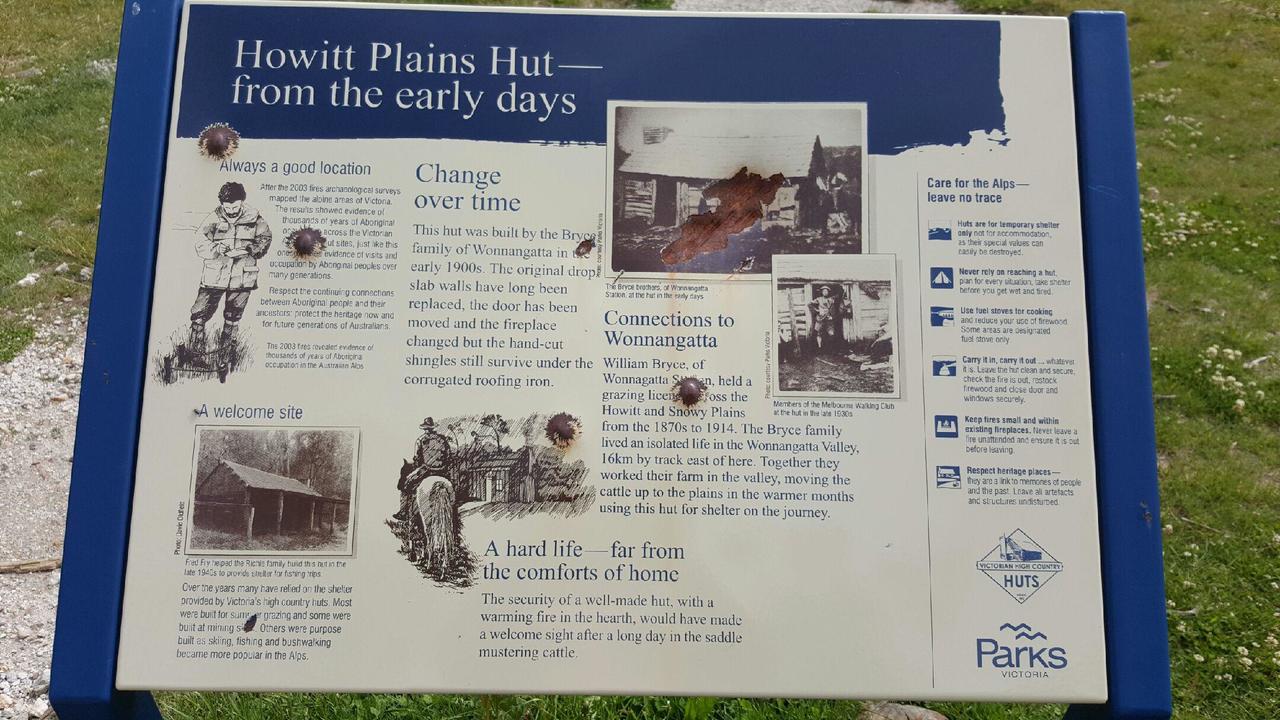 Howitt Plains Hut—
from the early days
Always a good location
After the 2003 fires archaeological surveys
mapped the alpine areas of Victoria.
The results showed evidence of
thousands of years of Aboriginal
across the Victorian
sites, just like this
evidence of visits and
occupation by Aboriginal peoples over
many generations.
Respect the continuing connections
between Aboriginal people and their
ancestors: protect the heritage now and
for future generations of Australians.
The 2003 fires revealed evidence of
thousands of years of Aboriginal
occupation in the Australian Alps
A welcome site
Fred Fry helped the Richie family build this hut in the
late 1940s to provide shelter for fishing trips.
Over the years many have relied on the shelter
provided by Victoria's high country huts. Most
were built for summer grazing and some were
built at mining Others were purpose
built as skiing, fishing and bushwalking
became more popular in the Alps.
Change
over time
This hut was built by the Bryce
family of Wonnangatta in the
early 1900s. The original drop
slab walls have long been
replaced, the door has been
moved and the fireplace
changed but the hand-cut
shingles still survive under the
corrugated roofing iron.
Photo: courtesy Parks Victoria
The Bryce brothers, of Wonnangatta
Station, at the hut in the early days
Connections to
Wonnangatta
William Bryce, of
Wonnagatta Station, held a
grazing licence across the
Howitt and Snowy Plains
from the 1870s to 1914. The Bryce family
lived an isolated life in the Wonnangatta Valley,
16km by track east of here. Together they
worked their farm in the valley, moving the
cattle up to the plains in the warmer months
using this hut for shelter on the journey.
Photo: courtesy Parks Victoria
Members of the Melbourne Walking Club
at the hut in the late 1930s
A hard life—far from
the comforts of home
The security of a well-made hut, with a
warming fire in the hearth, would have made
a welcome sight after a long day in the saddle
mustering cattle.
Care for the Alps—
leave no trace
Huts are for temporary shelter
only not for accommodation,
as their special values can
easily be destroyed.
Never rely on reaching a hut,
plan for every situation, take shelter
before you get wet and tired.
Use fuel stoves for cooking
and reduce your use of firewood.
Some areas are designated
fuel stove only.
Carry it in, carry it out ... whatever
it is. Leave the hut clean and secure,
check the fire is out, restock
firewood and close door and
windows securely.
Keep fires small and within
existing fireplaces. Never leave a
fire unattended and ensure it is out
before leaving.
Respect heritage places—
they are a link to memories of people
and the past. Leave all artefacts
and structures undisturbed.
VICTORIAN HIGH COUNTRY
HUTS
Parks
VICTORIA